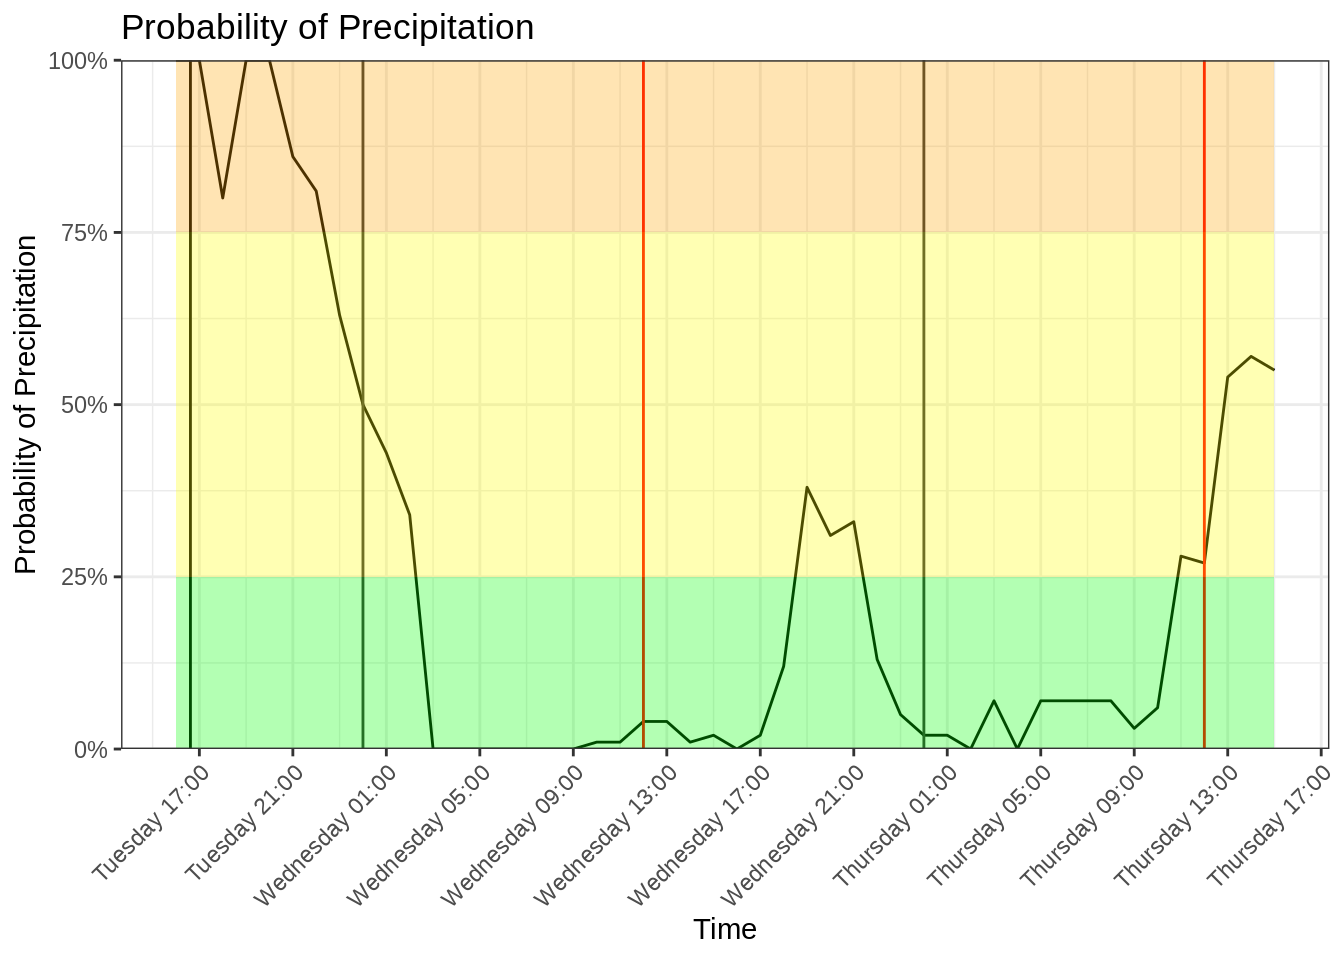 Probability of Precipitation
Probability of Precipitation
100%
75%
50%
25%
0%
Tuesday 17:00
Tuesday 21:00
Wednesday 01:00
Wednesday 05:00
Wednesday 09:00
Wednesday 13:00
Wednesday 17:00
Wednesday 21:00
Thursday 01:00
Thursday 05:00
Thursday 09:00
Thursday 13:00
Thursday 17:00
Time